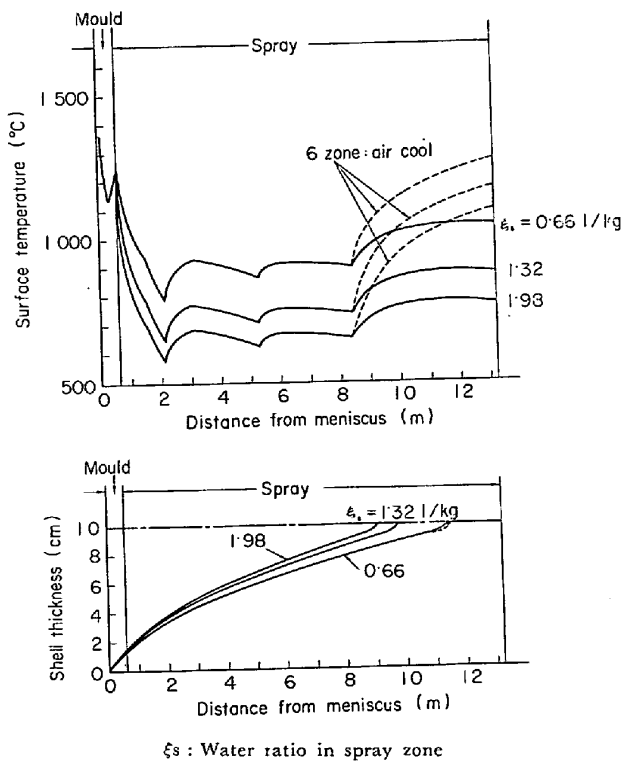 Mould
Spray
1 500
1 000
500
Surface temperature (°C)
6 zone: air cool
ξs = 0·66 l/kg
1·32
1·93
0 2 4 6 8 10 12
Distance from meniscus (m)
Mould
Spray
10
8
6
4
2
0
Shell thickness (cm)
ξs = 1·32 l/kg
1·98
0·66
0 2 4 6 8 10 12
Distance from meniscus (m)
ξs : Water ratio in spray zone